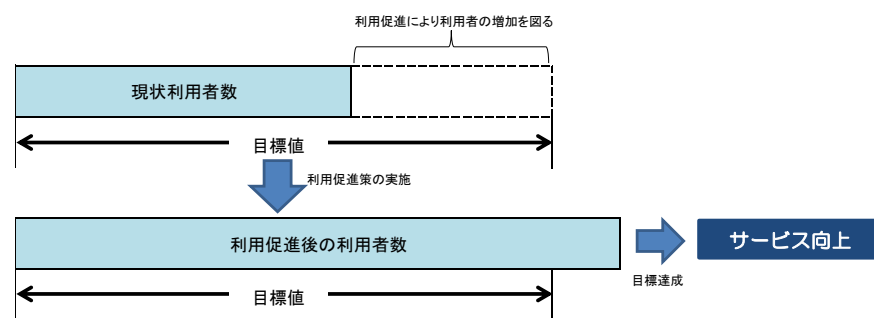 利用促進により利用者の増加を図る
現状利用者数
目標値
利用促進策の実施
利用促進後の利用者数
サービス向上
目標達成
目標値